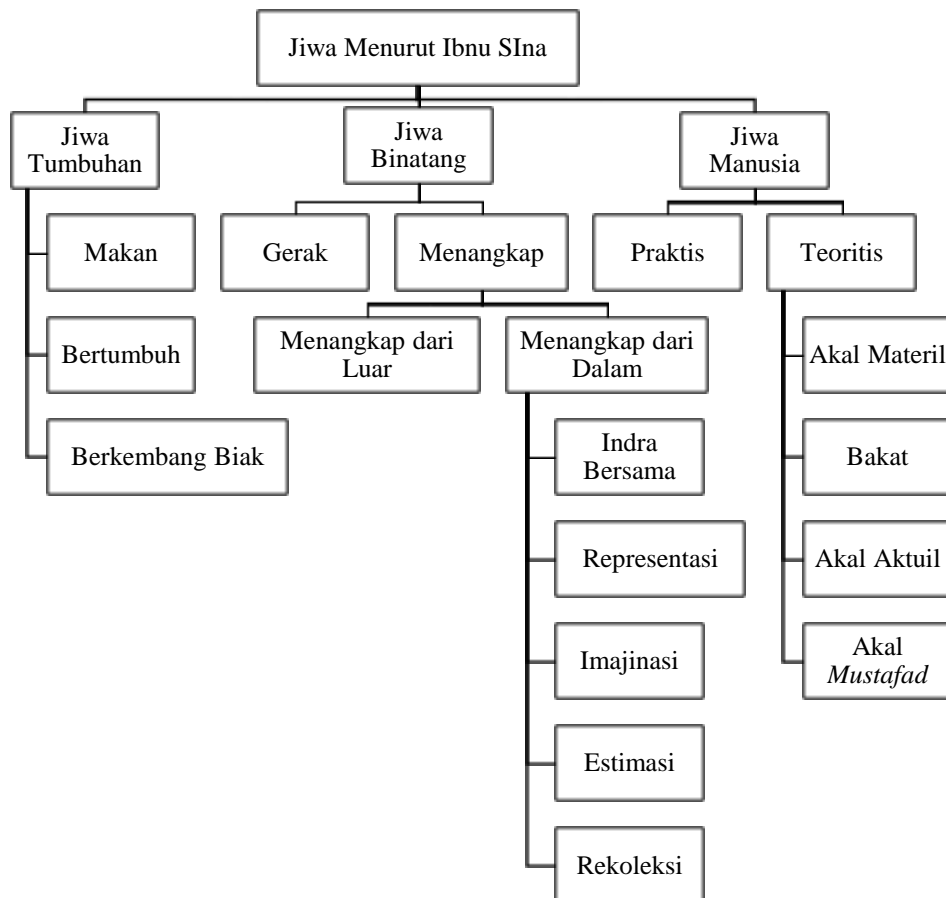 Jiwa Menurut Ibnu SIna
Jiwa
Tumbuhan
Jiwa
Binatang
Jiwa
Manusia
Makan
Gerak
Menangkap
Praktis
Teoritis
Bertumbuh
Menangkap dari
Luar
Menangkap dari
Dalam
Akal Materil
Berkembang Biak
Indra
Bersama
Bakat
Representasi
Akal Aktuil
Imajinasi
Akal
Mustafad
Estimasi
Rekoleksi